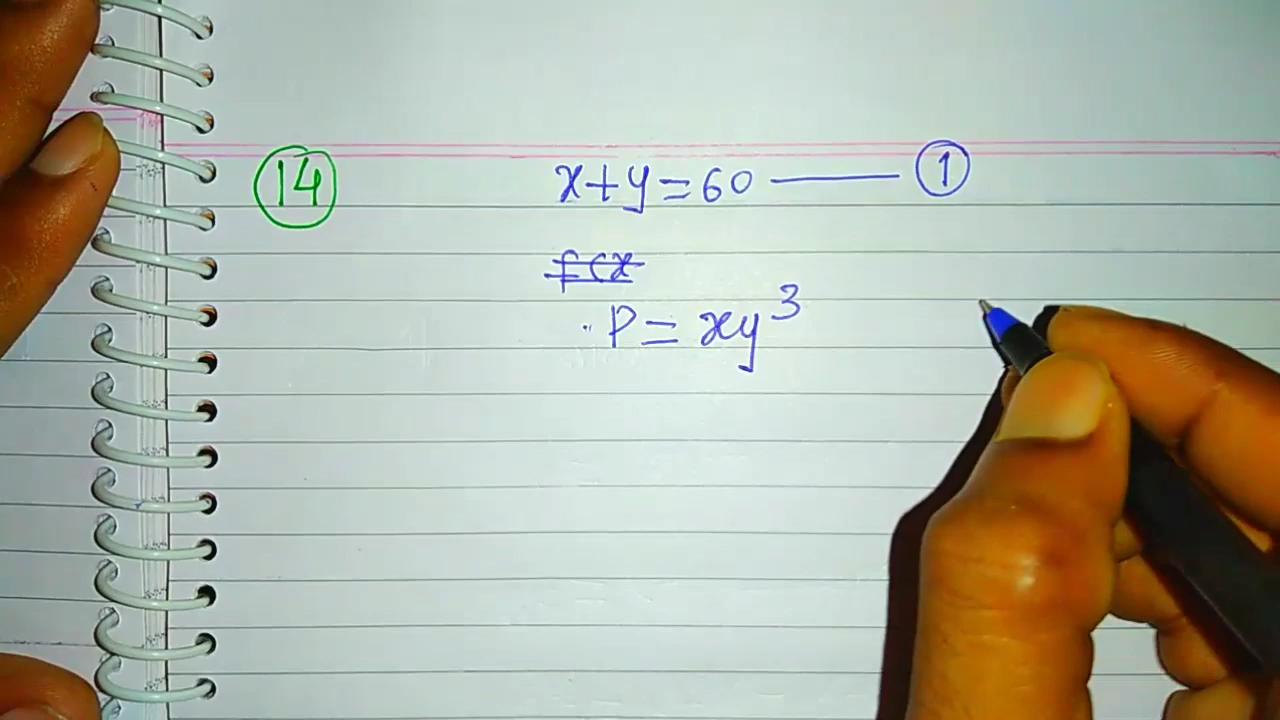 14 x+y=60 —— 1
f(x
P = xy³